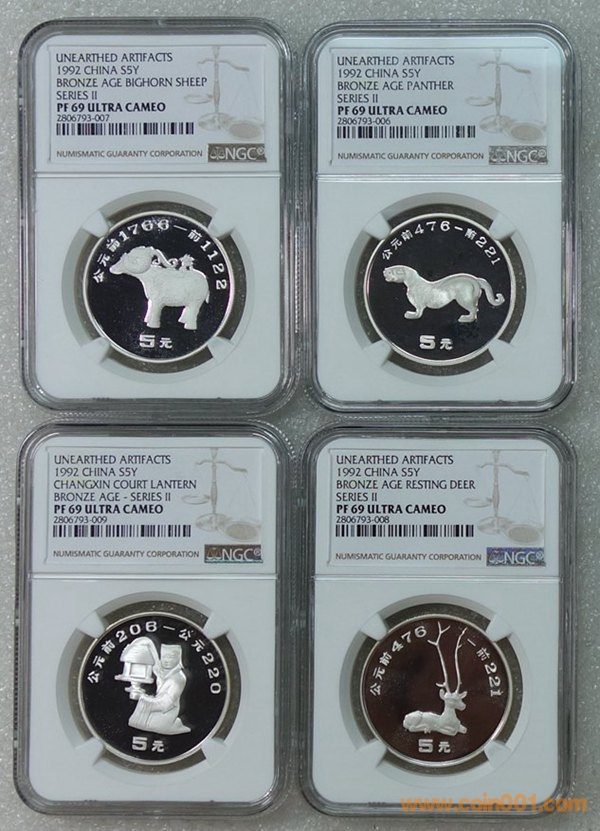 UNEARTHED ARTIFACTS
1992 CHINA S5Y
BRONZE AGE BIGHORN SHEEP
SERIES II
PF 69 ULTRA CAMEO
2806793-007
NUMISMATIC GUARANTY CORPORATION
NGC®
公元前1766-前1122
5元
UNEARTHED ARTIFACTS
1992 CHINA S5Y
BRONZE AGE PANTHER
SERIES II
PF 69 ULTRA CAMEO
2806793-006
NUMISMATIC GUARANTY CORPORATION
NGC®
公元前476-前221
5元
UNEARTHED ARTIFACTS
1992 CHINA S5Y
CHANGXIN COURT LANTERN
BRONZE AGE - SERIES II
PF 69 ULTRA CAMEO
2806793-009
NUMISMATIC GUARANTY CORPORATION
NGC®
公元前206-公元220
5元
UNEARTHED ARTIFACTS
1992 CHINA S5Y
BRONZE AGE RESTING DEER
SERIES II
PF 69 ULTRA CAMEO
2806793-008
NUMISMATIC GUARANTY CORPORATION
NGC®
公元前476-前221
5元
www.coin001.com